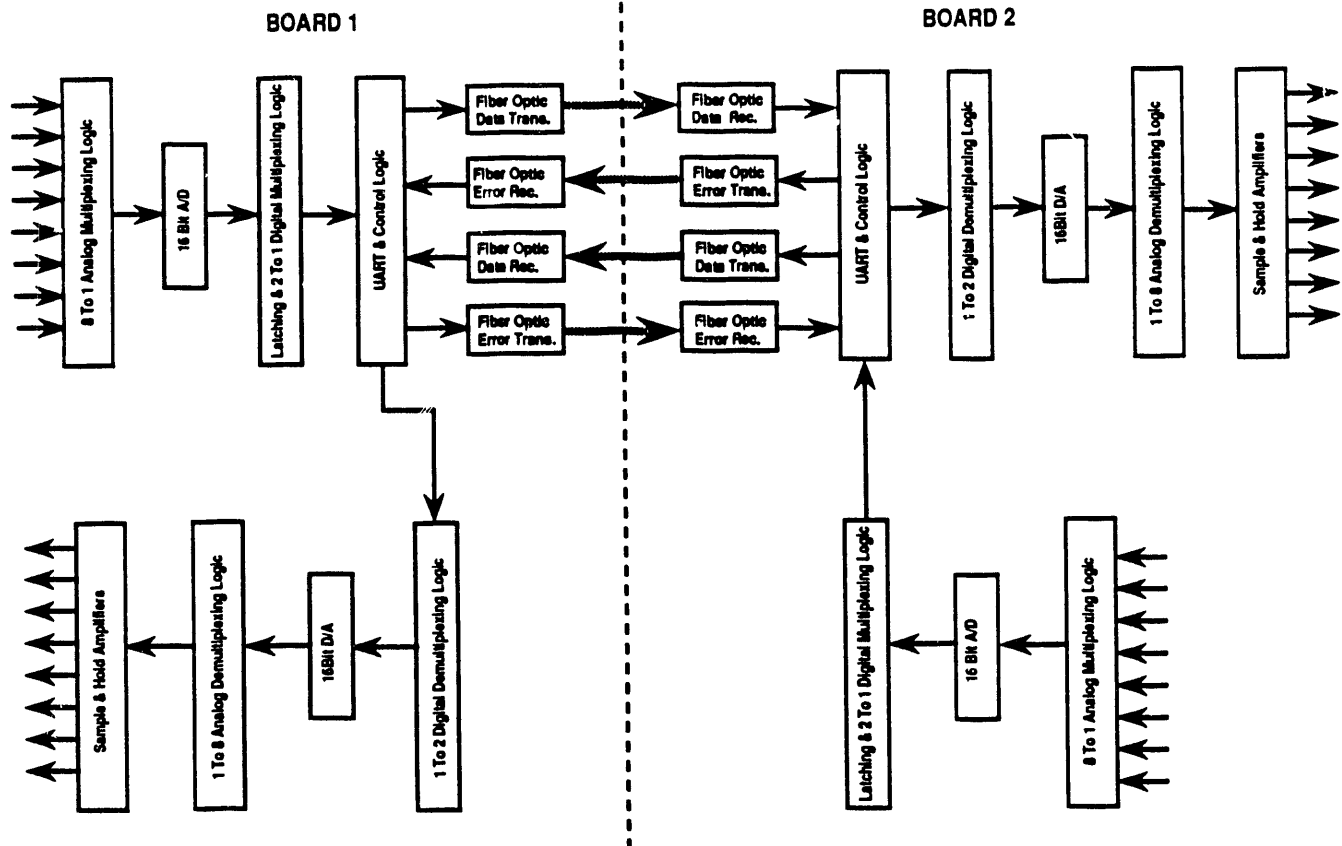 BOARD 1
BOARD 2
8 To 1 Analog Multiplexing Logic
16 Bit A/D
Latching & 2 To 1 Digital Multiplexing Logic
UART & Control Logic
Fiber Optic
Data Trans.
Fiber Optic
Error Rec.
Fiber Optic
Data Rec.
Fiber Optic
Error Trans.
Fiber Optic
Data Rec.
Fiber Optic
Error Trans.
Fiber Optic
Data Trans.
Fiber Optic
Error Rec.
UART & Control Logic
1 To 2 Digital Demultiplexing Logic
16Bit D/A
1 To 8 Analog Demultiplexing Logic
Sample & Hold Amplifiers
Sample & Hold Amplifiers
1 To 8 Analog Demultiplexing Logic
16Bit D/A
1 To 2 Digital Demultiplexing Logic
Latching & 2 To 1 Digital Multiplexing Logic
16 Bit A/D
8 To 1 Analog Multiplexing Logic